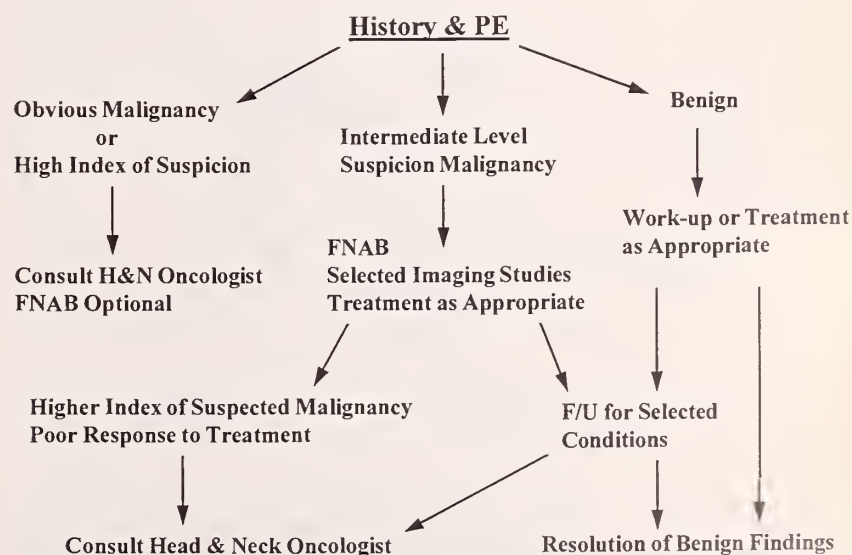 History & PE
Obvious Malignancy
or
High Index of Suspicion
Intermediate Level
Suspicion Malignancy
Benign
Consult H&N Oncologist
FNAB Optional
FNAB
Selected Imaging Studies
Treatment as Appropriate
Work-up or Treatment
as Appropriate
Higher Index of Suspected Malignancy
Poor Response to Treatment
F/U for Selected
Conditions
Consult Head & Neck Oncologist
Resolution of Benign Findings